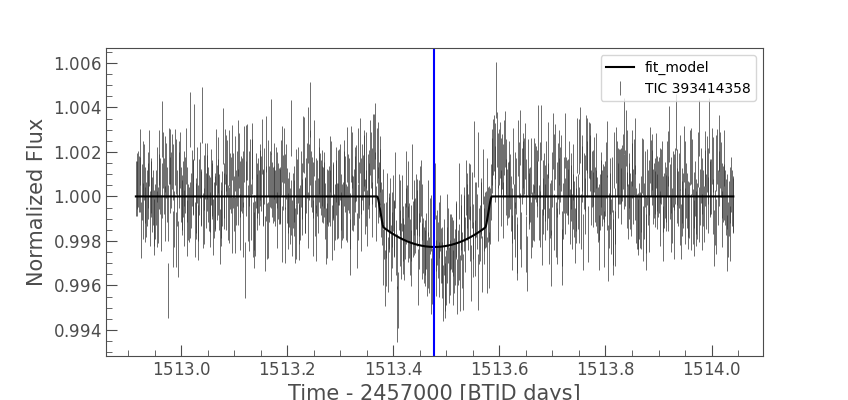 1.006
1.004
1.002
1.000
0.998
0.996
0.994
Normalized Flux
fit_model
TIC 393414358
1513.0 1513.2 1513.4 1513.6 1513.8 1514.0
Time - 2457000 [BTJD days]